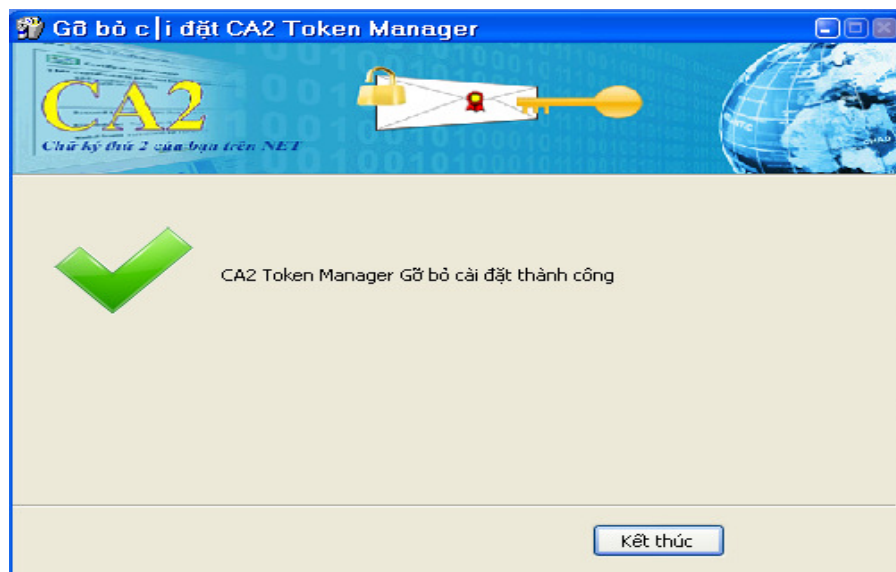 Gỡ bỏ c|i đặt CA2 Token Manager
CA2
Chữ ký thứ 2 của bạn trên NET
CA2 Token Manager Gỡ bỏ cài đặt thành công
Kết thúc